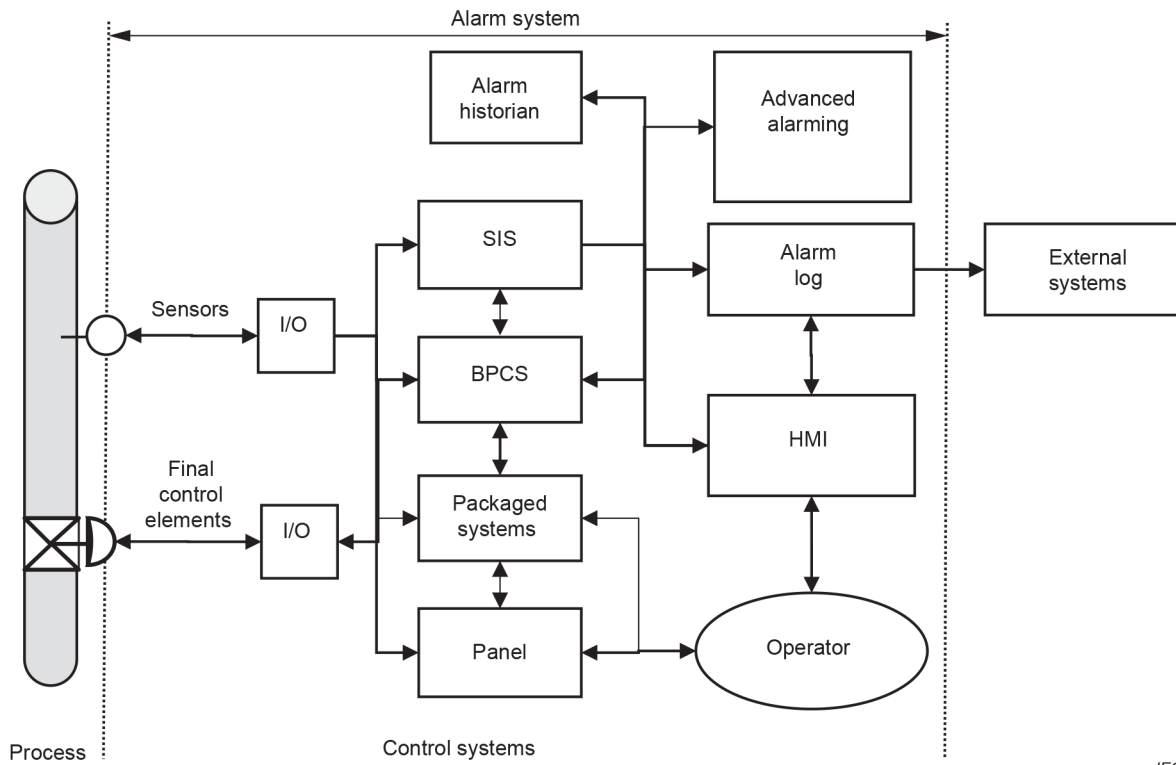 Alarm system
Alarm
historian
Advanced
alarming
SIS
Alarm
log
External
systems
Sensors
I/O
BPCS
HMI
Final
control
elements
I/O
Packaged
systems
Panel
Operator
Process
Control systems